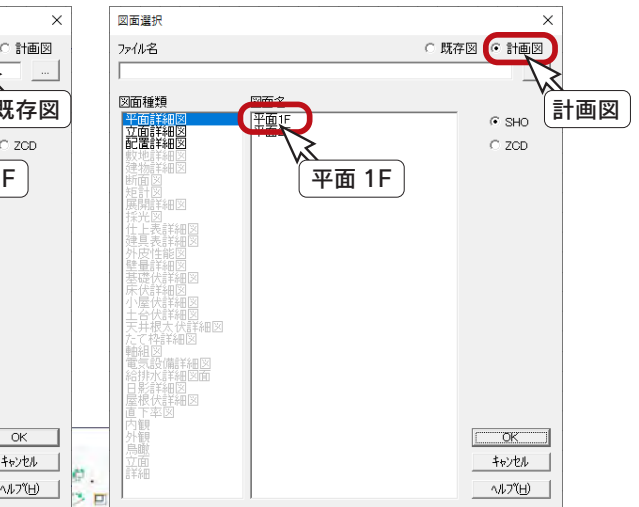 計画図
...
既存図
ZCD
F
OK
キャンセル
ヘルプ(H)
図面選択
ファイル名
既存図
計画図
計画図
図面種類
図面名
平面詳細図
立面詳細図
配置詳細図
敷地詳細図
建物詳細図
断面図
矩計図
展開詳細図
採光図
仕上表詳細図
建具表詳細図
外皮性能図
壁量詳細図
基礎伏詳細図
床伏詳細図
小屋伏詳細図
土台伏詳細図
天井根太伏詳細図
たて枠詳細図
軸組図
電気設備詳細図
給排水詳細図面
日影詳細図
屋根伏詳細図
直下率図
内観
外観
鳥瞰
立面
詳細
平面1F
平面 1F
SHO
ZCD
OK
キャンセル
ヘルプ(H)